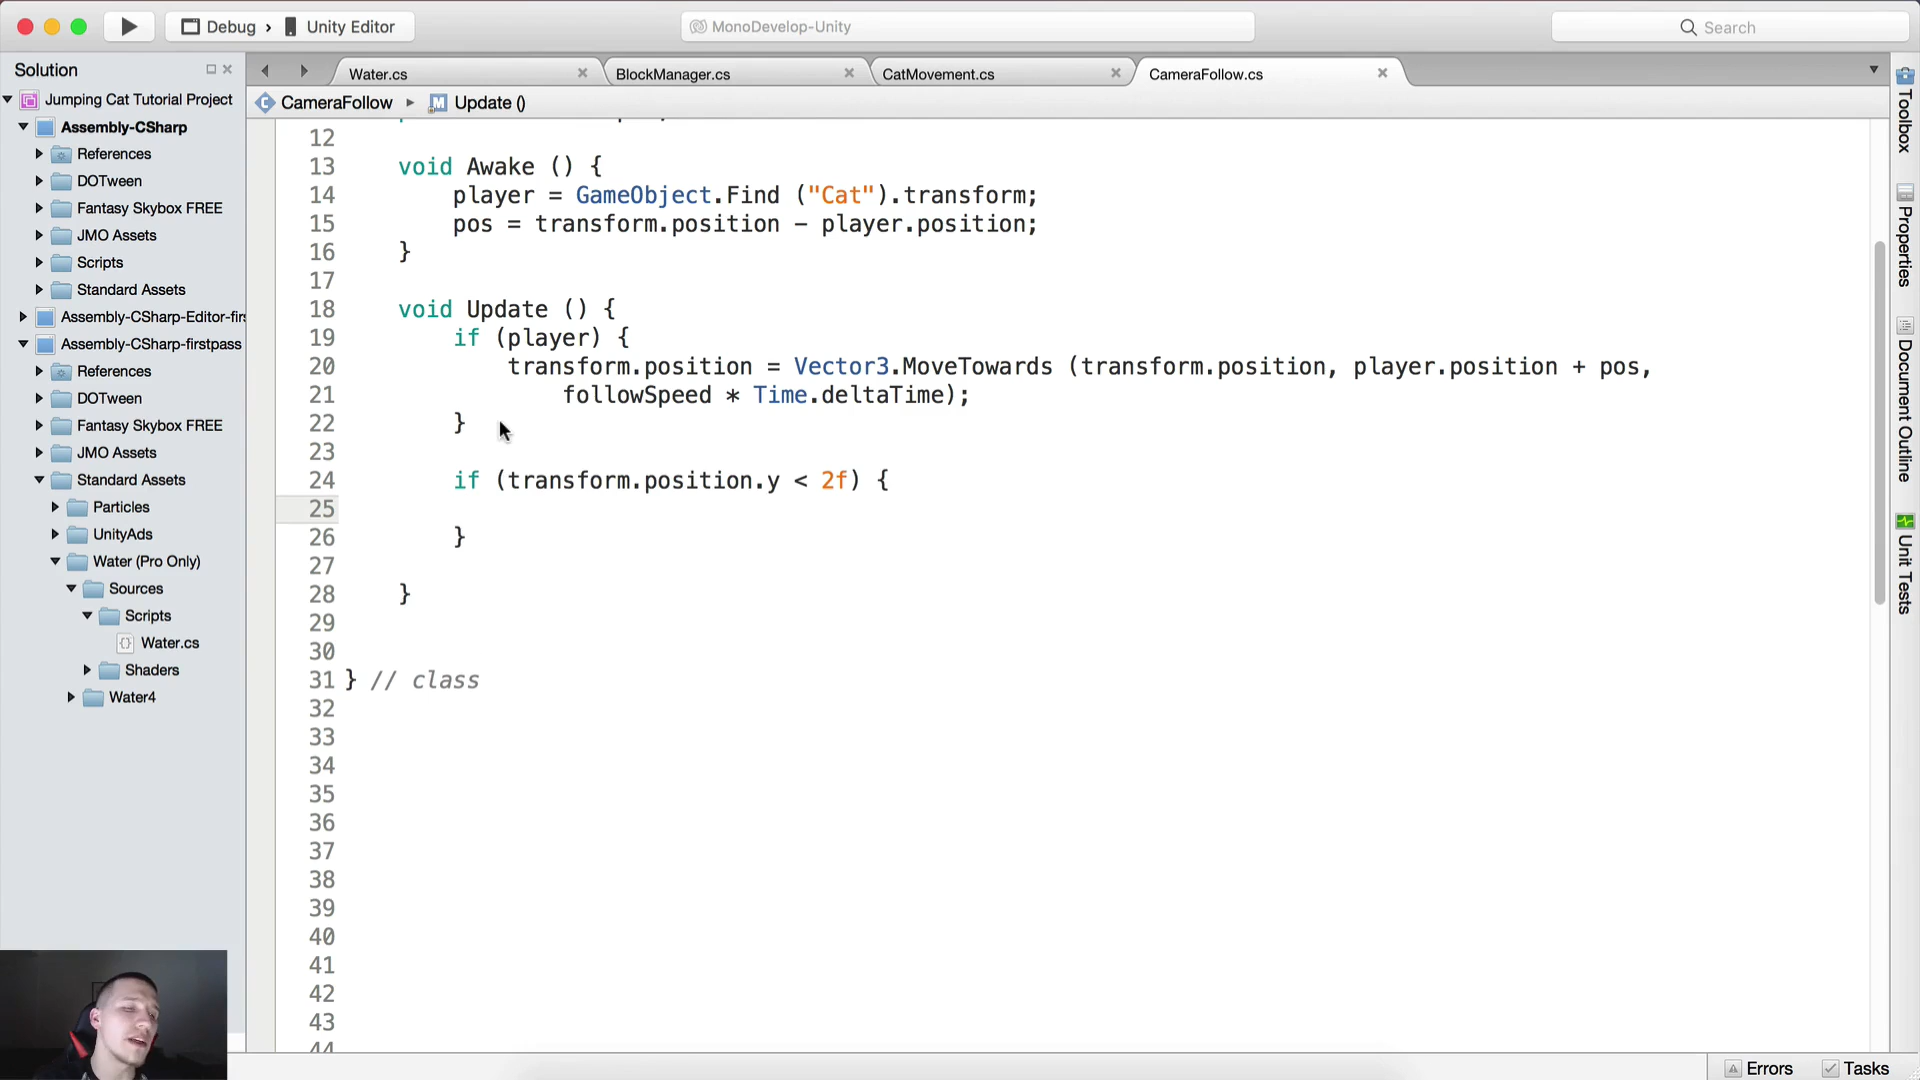 Debug › Unity Editor
MonoDevelop-Unity
Search
Solution
Water.cs
BlockManager.cs
CatMovement.cs
CameraFollow.cs
CameraFollow
Update ()
Jumping Cat Tutorial Project
Assembly-CSharp
References
DOTween
Fantasy Skybox FREE
JMO Assets
Scripts
Standard Assets
Assembly-CSharp-Editor-fir
Assembly-CSharp-firstpass
References
DOTween
Fantasy Skybox FREE
JMO Assets
Standard Assets
Particles
UnityAds
Water (Pro Only)
Sources
Scripts
Water.cs
Shaders
Water4
12
13 void Awake () {
14 player = GameObject.Find ("Cat").transform;
15 pos = transform.position - player.position;
16 }
17
18 void Update () {
19 if (player) {
20 transform.position = Vector3.MoveTowards (transform.position, player.position + pos,
21 followSpeed * Time.deltaTime);
22 }
23
24 if (transform.position.y < 2f) {
25
26 }
27
28 }
29
30
31 } // class
32
33
34
35
36
37
38
39
40
41
42
43
44
Toolbox
Properties
Document Outline
Unit Tests
Errors
Tasks